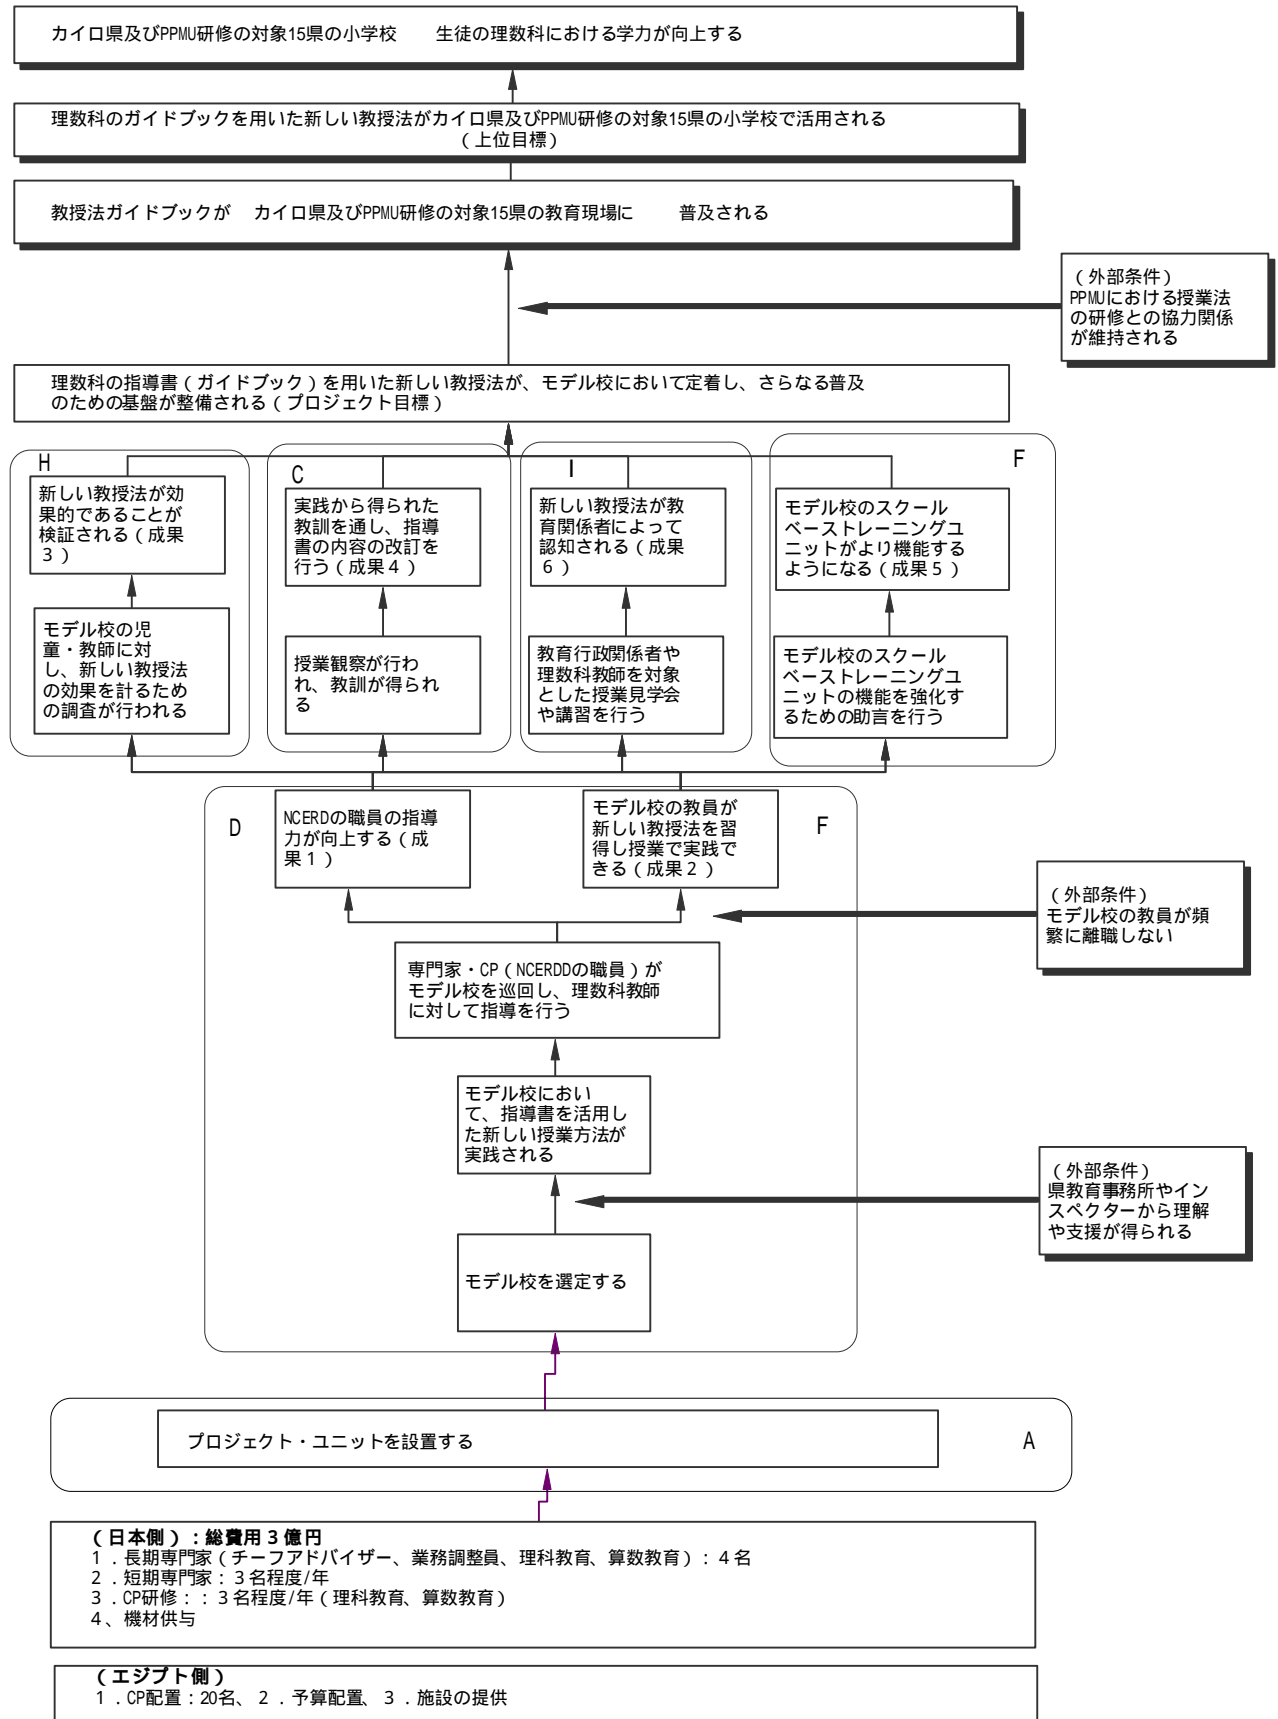 カイロ県及びPPMU研修の対象15県の小学校　　生徒の理数科における学力が向上する
理数科のガイドブックを用いた新しい教授法がカイロ県及びPPMU研修の対象15県の小学校で活用される
（上位目標）
教授法ガイドブックが　カイロ県及びPPMU研修の対象15県の教育現場に　　普及される
（外部条件）
PPMUにおける授業法
の研修との協力関係
が維持される
理数科の指導書（ガイドブック）を用いた新しい教授法が、モデル校において定着し、さらなる普及
のための基盤が整備される（プロジェクト目標）
H
新しい教授法が効
果的であることが
検証される（成果
３）
モデル校の児
童・教師に対
し、新しい教授法
の効果を計るため
の調査が行われる
C
実践から得られた
教訓を通し、指導
書の内容の改訂を
行う（成果４）
授業観察が行わ
れ、教訓が得られ
る
I
新しい教授法が教
育関係者によって
認知される（成果
６）
教育行政関係者や
理数科教師を対象
とした授業見学会
や講習を行う
F
モデル校のスクール
ベーストレーニングユ
ニットがより機能する
ようになる（成果５）
モデル校のスクール
ベーストレーニングユ
ニットの機能を強化す
るための助言を行う
D
NCERDの職員の指導
力が向上する（成
果１）
モデル校の教員が
新しい教授法を習
得し授業で実践で
きる（成果２）
F
（外部条件）
モデル校の教員が頻
繁に離職しない
専門家・CP（NCERDDの職員）が
モデル校を巡回し、理数科教師
に対して指導を行う
モデル校におい
て、指導書を活用し
た新しい授業方法が
実践される
（外部条件）
県教育事務所やイン
スペクターから理解
や支援が得られる
モデル校を選定する
プロジェクト・ユニットを設置する
A
（日本側）：総費用３億円
１．長期専門家（チーフアドバイザー、業務調整員、理科教育、算数教育）：４名
２．短期専門家：３名程度/年
３．CP研修：：３名程度/年（理科教育、算数教育）
４、機材供与
（エジプト側）
１．CP配置：20名、２．予算配置、３．施設の提供